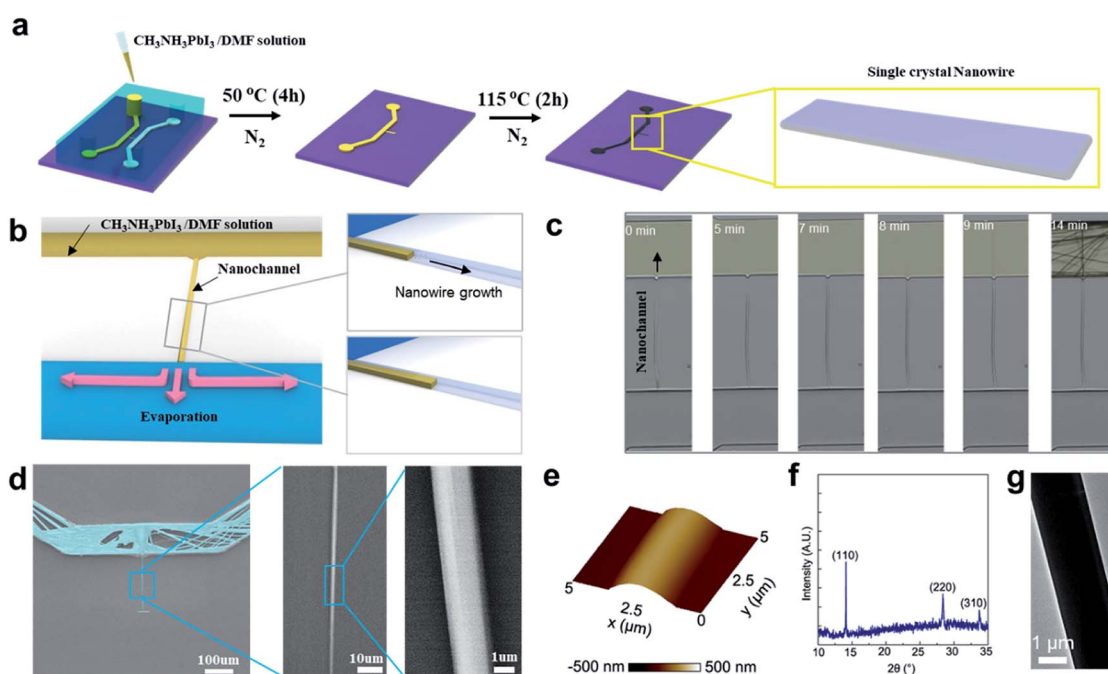 a
CH₃NH₃PbI₃ /DMF solution
50 °C (4h)
N₂
115 °C (2h)
N₂
Single crystal Nanowire
b
CH₃NH₃PbI₃ /DMF solution
Nanochannel
Evaporation
Nanowire growth
c
0 min
5 min
7 min
8 min
9 min
14 min
Nanochannel
d
100um
10um
1um
e
5
2.5
0
x (µm)
5
2.5
y (µm)
-500 nm
500 nm
f
Intensity (A.U.)
(110)
(220)
(310)
10 15 20 25 30 35
2θ (°)
g
1 µm